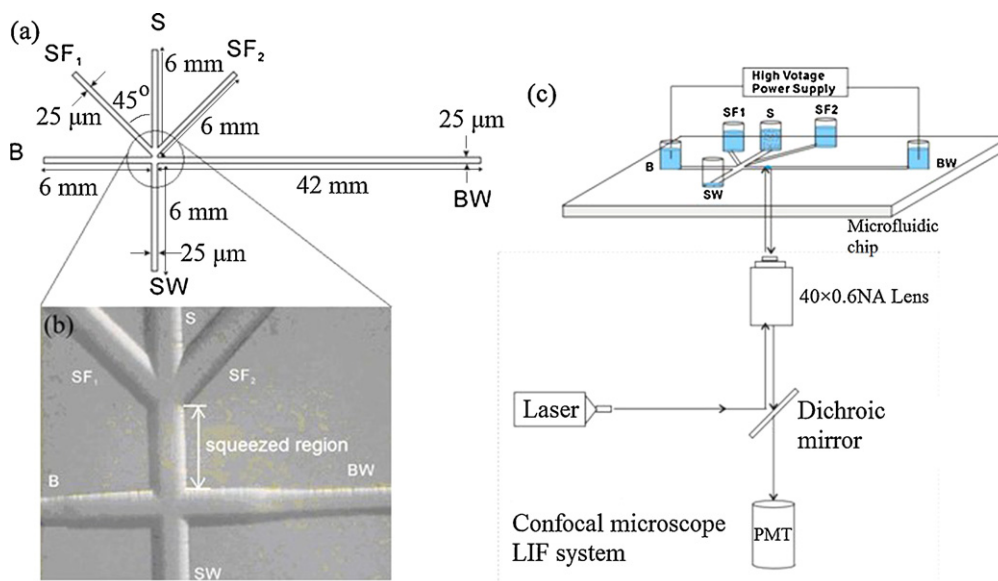 (a)
S
SF₁
SF₂
6 mm
25 μm
45°
6 mm
25 μm
B
6 mm
42 mm
BW
6 mm
25 μm
SW
(b)
S
SF₁
SF₂
squeezed region
B
BW
SW
(c)
High Votage
Power Supply
SF1
S
SF2
B
BW
SW
Microfluidic
chip
40×0.6NA Lens
Laser
Dichroic
mirror
Confocal microscope
LIF system
PMT